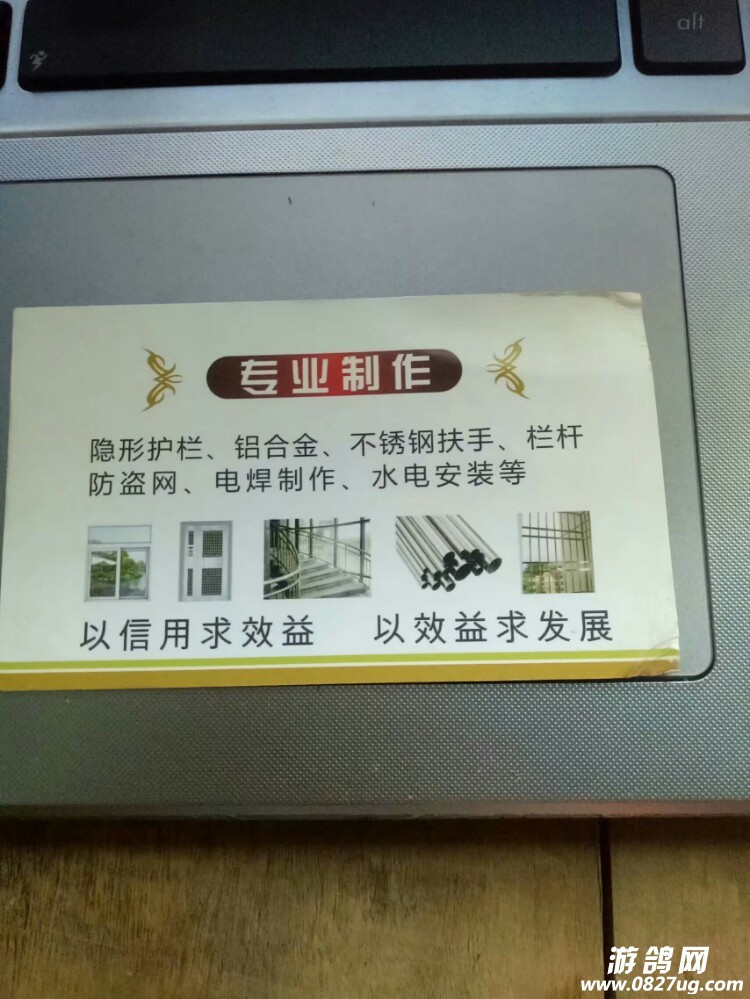 alt
专业制作
隐形护栏、铝合金、不锈钢扶手、栏杆
防盗网、电焊制作、水电安装等
以信用求效益 以效益求发展
游鸽网
www.0827ug.com